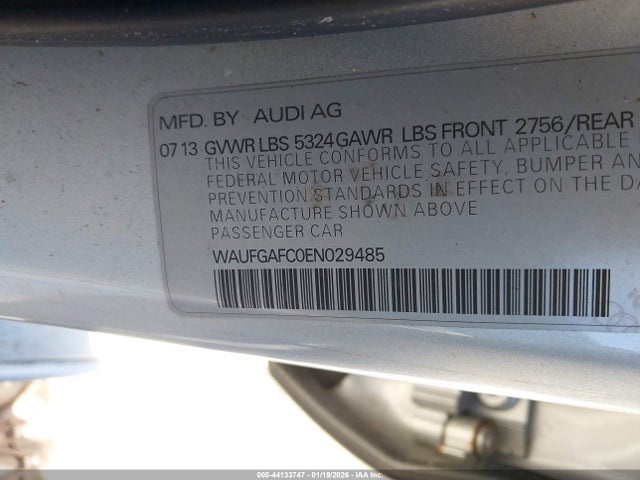 MFD. BY AUDI AG
07 13 GVWR LBS 5324 GAWR LBS FRONT 2756/REAR
THIS VEHICLE CONFORMS TO ALL APPLICABLE
FEDERAL MOTOR VEHICLE SAFETY, BUMPER AND
PREVENTION STANDARDS IN EFFECT ON THE
MANUFACTURE SHOWN ABOVE
PASSENGER CAR
WAUFGAFC0EN029485
000-44133747 - 01/19/2026 - IAA Inc.